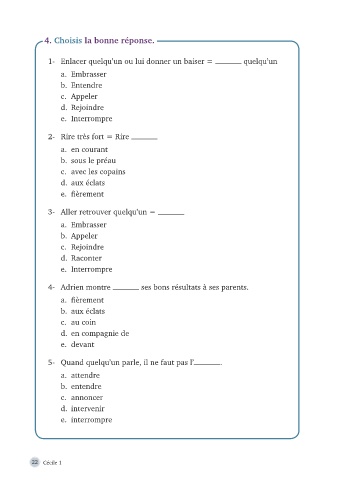 4. Choisis la bonne réponse.
1- Enlacer quelqu'un ou lui donner un baiser = ______ quelqu'un
a. Embrasser
b. Entendre
c. Appeler
d. Rejoindre
e. Interrompre
2- Rire très fort = Rire ______
a. en courant
b. sous le préau
c. avec les copains
d. aux éclats
e. fièrement
3- Aller retrouver quelqu'un = ______
a. Embrasser
b. Appeler
c. Rejoindre
d. Raconter
e. Interrompre
4- Adrien montre ______ ses bons résultats à ses parents.
a. fièrement
b. aux éclats
c. au coin
d. en compagnie de
e. devant
5- Quand quelqu'un parle, il ne faut pas l'______.
a. attendre
b. entendre
c. annoncer
d. intervenir
e. interrompre
22 Cécile 1